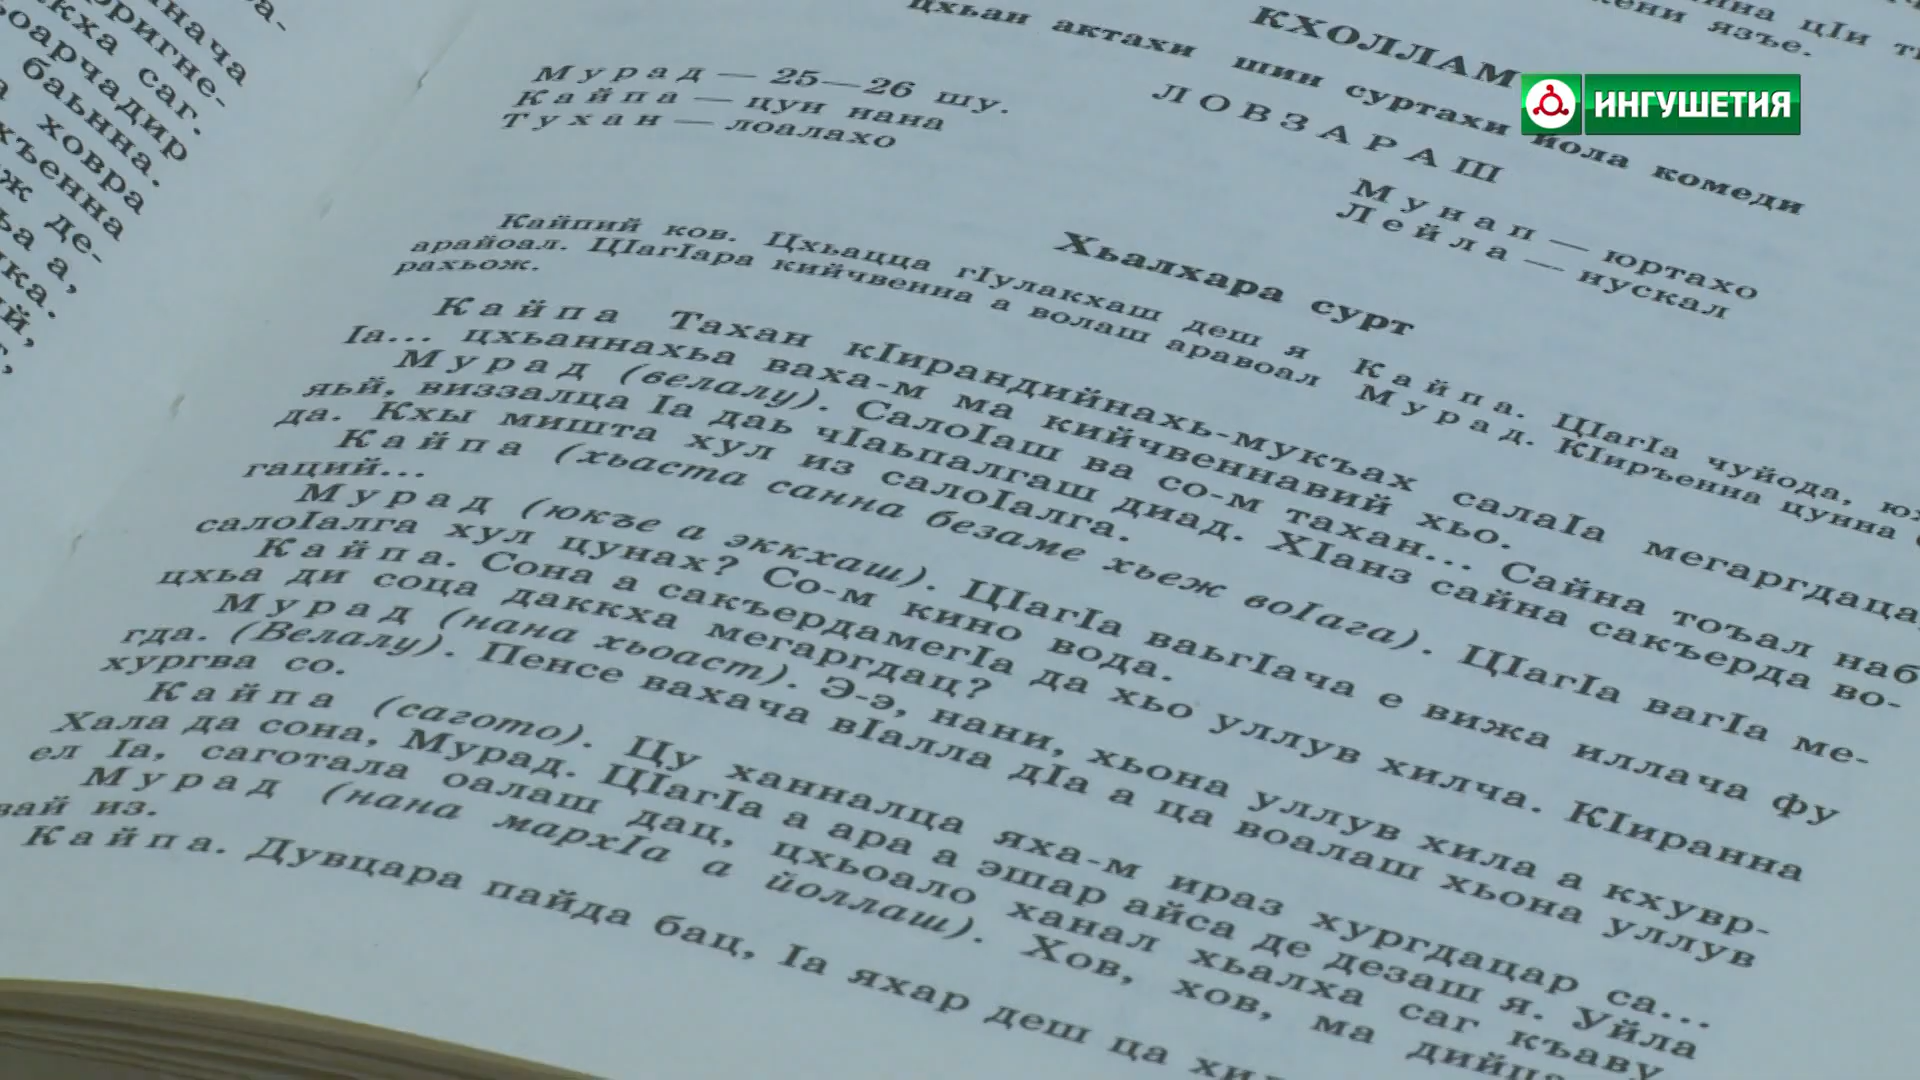 КХОЛЛАМ
цхьан актахи шин суртахи йола комеди
ЛОВЗАРАШ
Мурад — 25—26 шу.
Кайпа — цун нана
Тухан — лоалахо
Мунап — юртахо
Лейла — нускал
Хьалхара сурт
Кайпий ков. Цхьацца гӀулакхаш деш я Кайпа. ЦӀагӀа чуйода,
арайоал. ЦӀагӀара кийчвенна а волаш аравоал Мурад. КӀиръенна цунна
рахьож.
Кайпа Тахан кӀирандийнахь-мукъах салаӀа мегаргдаца
Ӏа... цхьаннахьа ваха-м ма кийчвеннавий хьо.
Мурад (велалу). СалоӀаш ва со-м тахан... Сайна тоъал наб
яьй, виззалца Ӏа даь чӀаьпалгаш диад. ХӀанз сайна сакъерда во-
да. Кхы мишта хул из салоӀалга.
Кайпа (хьаста санна безаме хьеж воӀага). ЦӀагӀа вагӀа ме-
гаций...
Мурад (юкъе а эккхаш). ЦӀагӀа ваьгӀача е вижа иллача фу
салоӀалга хул цунах? Со-м кино вода.
Кайпа. Сона а сакъердамегӀа да хьо уллув хилча. КӀиранна
цхьа ди соца даккха мегаргдац?
Мурад (нана хьоаст). Э-э, нани, хьона уллув хила а кхувр-
гда. (Велалу). Пенсе вахача вӀалла дӀа а ца воалаш хьона уллув
хургва со.
Кайпа (сагото). Цу ханналца яха-м ираз хургдацар са...
Хала да сона, Мурад. ЦӀагӀа а ара а эшар айса де дезаш я. Уйла
ел Ӏа, саготала оалаш дац, цхьоало ханал хьалха саг къаву
Мурад (нана мархӀа а йоллаш). Хов, хов, ма дийца
вай из.
Кайпа. Дувцара пайда бац, Ӏа яхар деш ца
ИНГУШЕТИЯ